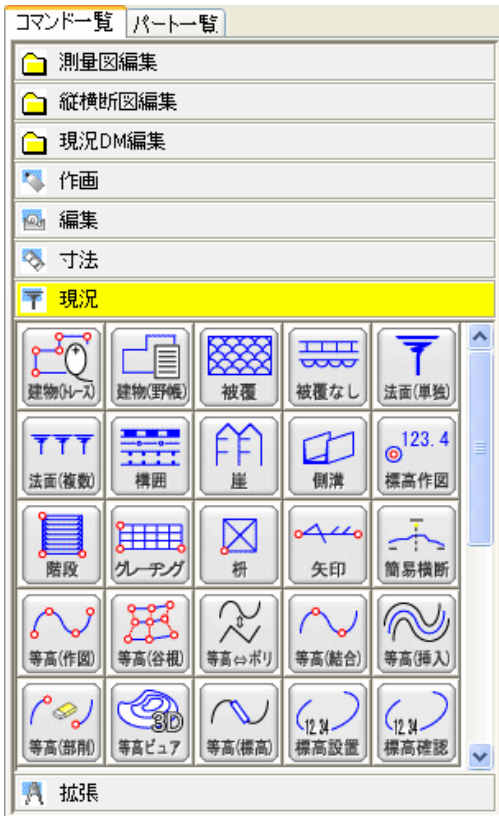 コマンド一覧 パート一覧
測量図編集
縦横断図編集
現況DM編集
作画
編集
寸法
現況
建物(トレース) 建物(野帳) 被覆 被覆なし 法面(単独)
123.4
法面(複数) 構囲 崖 側溝 標高作図
階段 グレーチング 枡 矢印 簡易横断
等高(作図) 等高(谷根) 等高⇔ポリ 等高(結合) 等高(挿入)
3D 12.34 12.34
等高(部削) 等高ビュア 等高(標高) 標高設置 標高確認
拡張